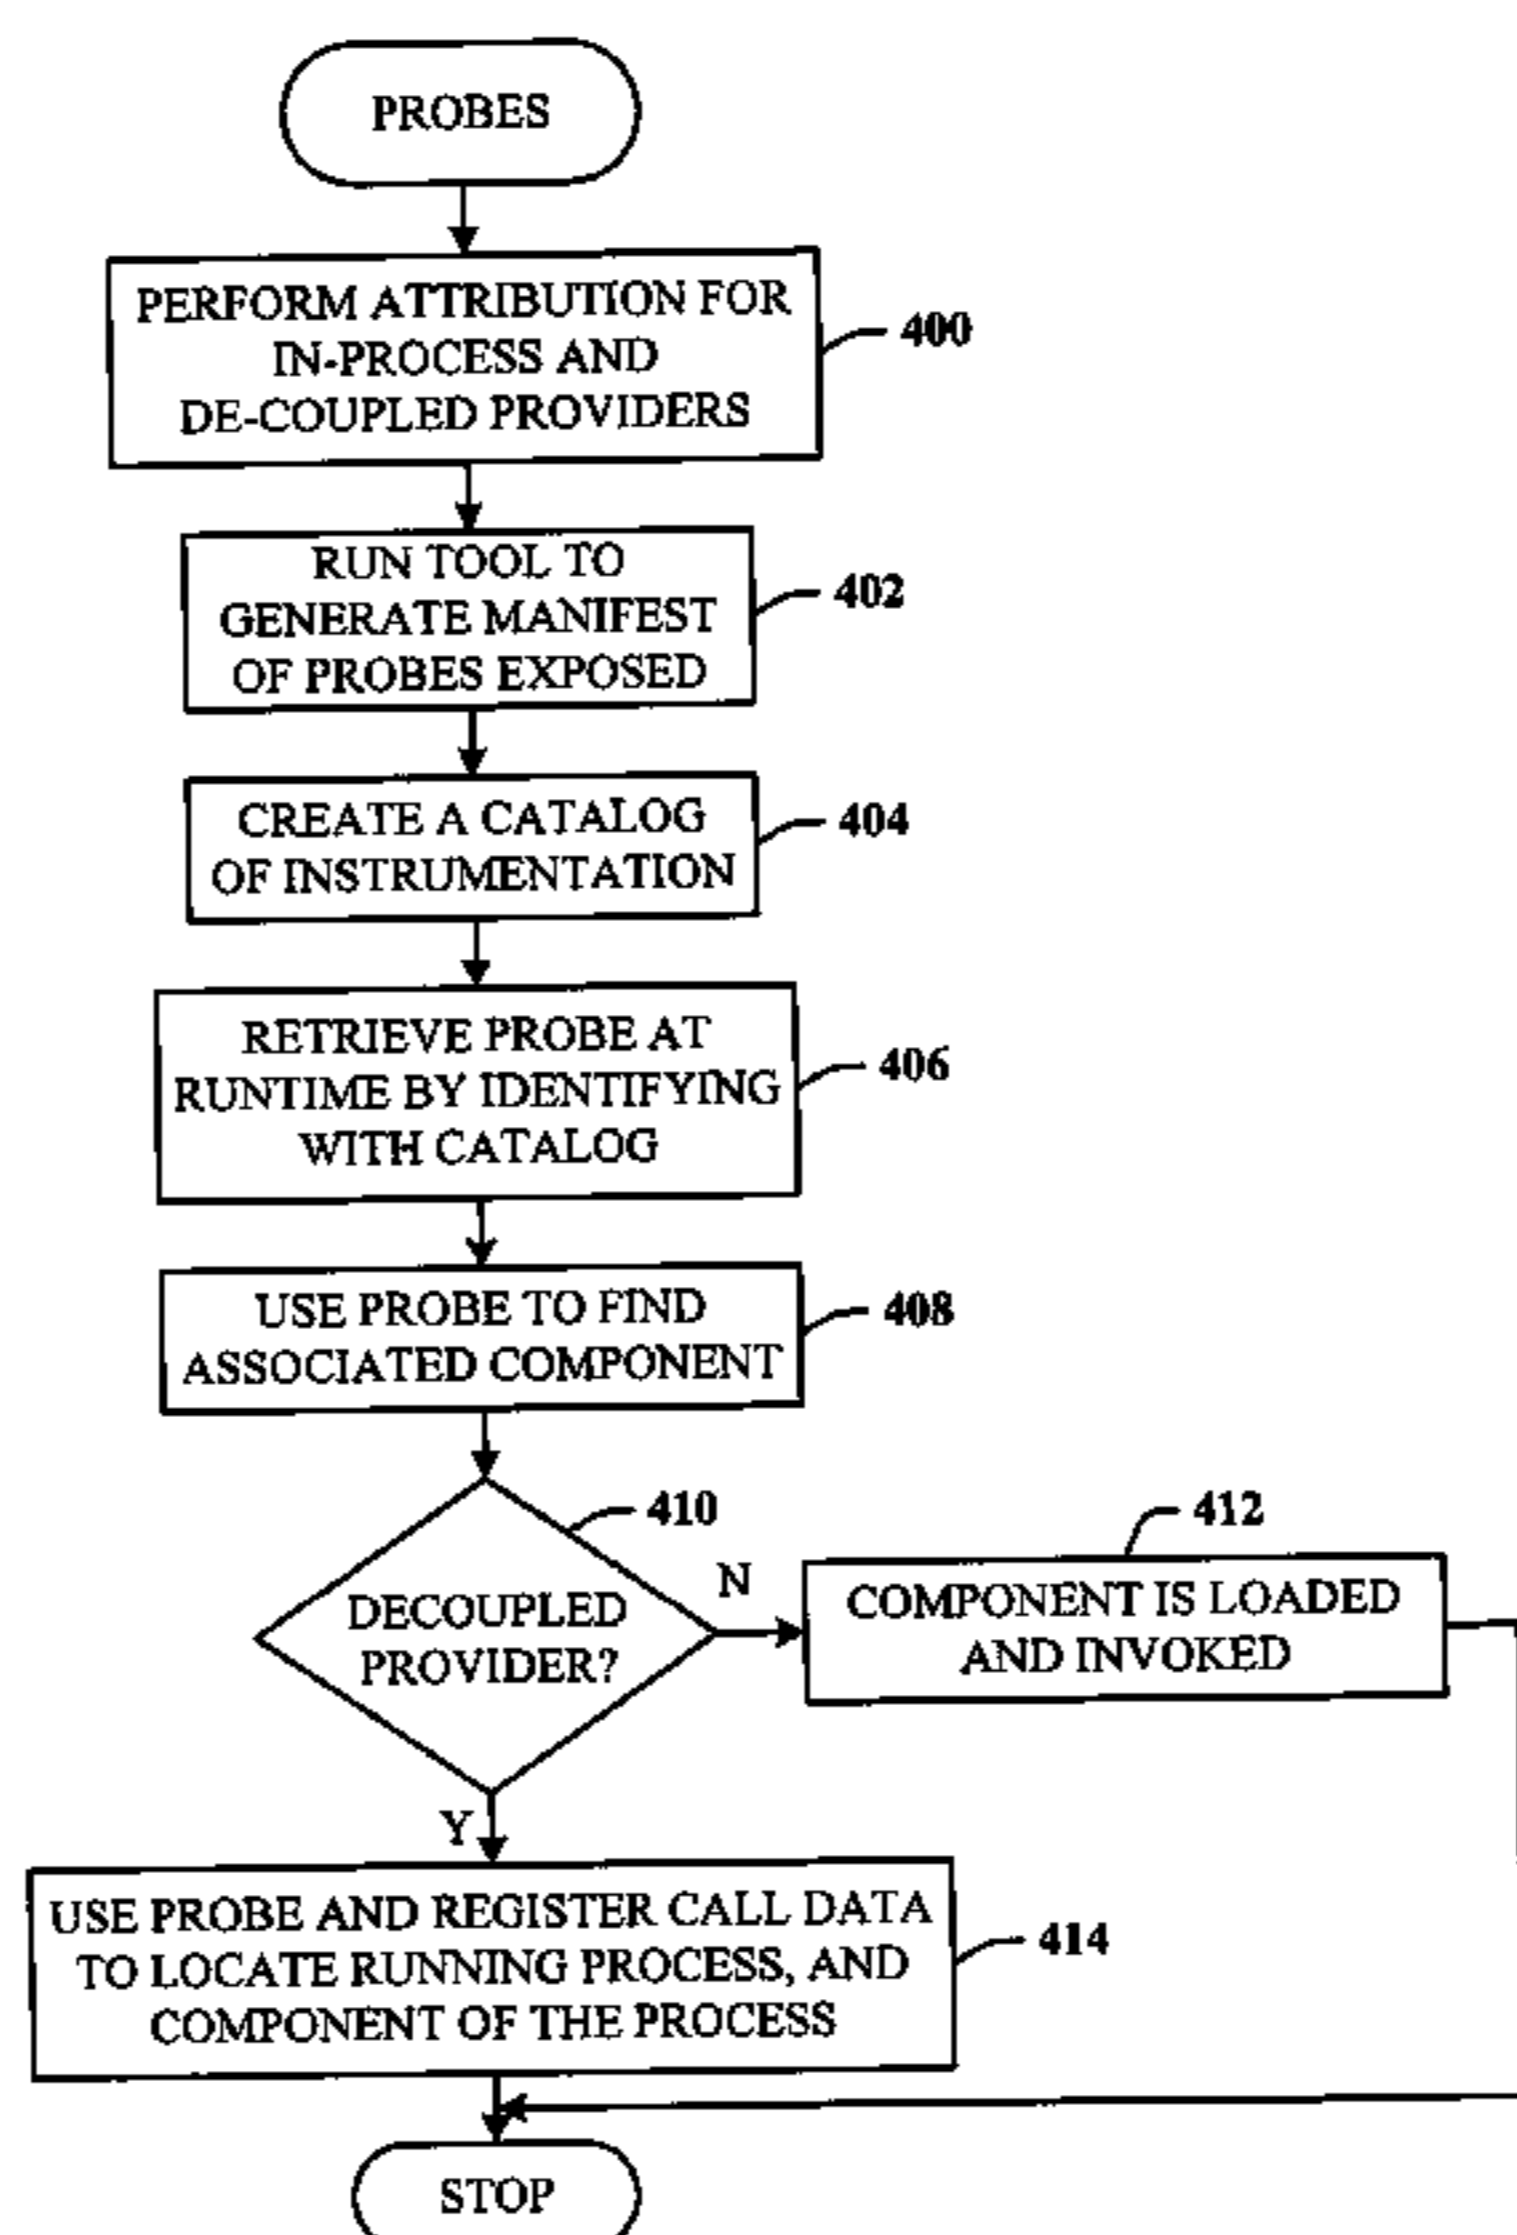 PROBES
PERFORM ATTRIBUTION FOR
IN-PROCESS AND
DE-COUPLED PROVIDERS
400
RUN TOOL TO
GENERATE MANIFEST
OF PROBES EXPOSED
402
CREATE A CATALOG
OF INSTRUMENTATION
404
RETRIEVE PROBE AT
RUNTIME BY IDENTIFYING
WITH CATALOG
406
USE PROBE TO FIND
ASSOCIATED COMPONENT
408
410
DECOUPLED
PROVIDER?
N
412
COMPONENT IS LOADED
AND INVOKED
Y
USE PROBE AND REGISTER CALL DATA
TO LOCATE RUNNING PROCESS, AND
COMPONENT OF THE PROCESS
414
STOP